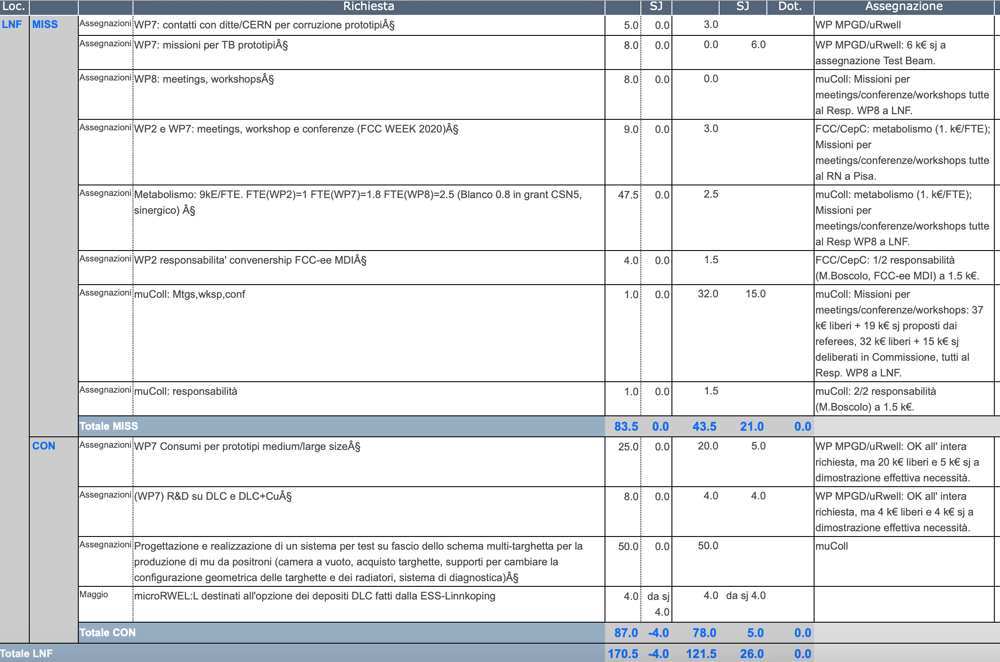 Loc. Richiesta SJ SJ Dot. Assegnazione
LNF MISS Assegnazioni WP7: contatti con ditte/CERN per corruzione prototipiÂ§ 5.0 0.0 3.0 WP MPGD/uRwell
Assegnazioni WP7: missioni per TB prototipiÂ§ 8.0 0.0 0.0 6.0 WP MPGD/uRwell: 6 k€ sj a
assegnazione Test Beam.
Assegnazioni WP8: meetings, workshopsÂ§ 8.0 0.0 0.0 muColl: Missioni per
meetings/conferenze/workshops tutte
al Resp. WP8 a LNF.
Assegnazioni WP2 e WP7: meetings, workshop e conferenze (FCC WEEK 2020)Â§ 9.0 0.0 3.0 FCC/CepC: metabolismo (1. k€/FTE);
Missioni per
meetings/conferenze/workshops tutte
al RN a Pisa.
Assegnazioni Metabolismo: 9kE/FTE. FTE(WP2)=1 FTE(WP7)=1.8 FTE(WP8)=2.5 (Blanco 0.8 in grant CSN5, 47.5 0.0 2.5 muColl: metabolismo (1. k€/FTE);
sinergico) Â§ Missioni per
meetings/conferenze/workshops tutte
al Resp WP8 a LNF.
Assegnazioni WP2 responsabilita' convenership FCC-ee MDIÂ§ 4.0 0.0 1.5 FCC/CepC: 1/2 responsabilità
(M.Boscolo, FCC-ee MDI) a 1.5 k€.
Assegnazioni muColl: Mtgs,wksp,conf 1.0 0.0 32.0 15.0 muColl: Missioni per
meetings/conferenze/workshops: 37
k€ liberi + 19 k€ sj proposti dai
referees, 32 k€ liberi + 15 k€ sj
deliberati in Commissione, tutti al
Resp. WP8 a LNF.
Assegnazioni muColl: responsabilità 1.0 0.0 1.5 muColl: 2/2 responsabilità
(M.Boscolo) a 1.5 k€.
Totale MISS 83.5 0.0 43.5 21.0 0.0
CON Assegnazioni WP7 Consumi per prototipi medium/large sizeÂ§ 25.0 0.0 20.0 5.0 WP MPGD/uRwell: OK all' intera
richiesta, ma 20 k€ liberi e 5 k€ sj a
dimostrazione effettiva necessità.
Assegnazioni (WP7) R&D su DLC e DLC+CuÂ§ 8.0 0.0 4.0 4.0 WP MPGD/uRwell: OK all' intera
richiesta, ma 4 k€ liberi e 4 k€ sj a
dimostrazione effettiva necessità.
Assegnazioni Progettazione e realizzazione di un sistema per test su fascio dello schema multi-targhetta per la 50.0 0.0 50.0 muColl
produzione di mu da positroni (camera a vuoto, acquisto targhette, supporti per cambiare la
configurazione geometrica delle targhette e dei radiatori, sistema di diagnostica)Â§
Maggio microRWEL:L destinati all'opzione dei depositi DLC fatti dalla ESS-Linnkoping 4.0 da sj 4.0 da sj 4.0
4.0
Totale CON 87.0 -4.0 78.0 5.0 0.0
Totale LNF 170.5 -4.0 121.5 26.0 0.0